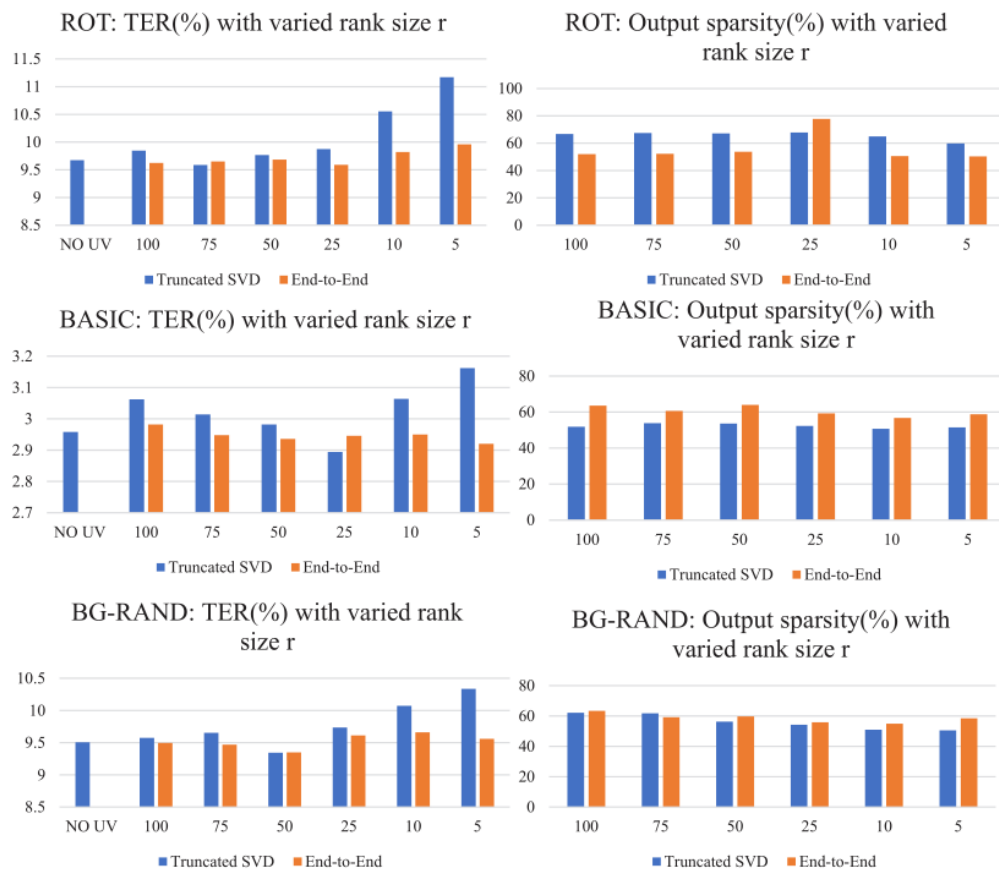 ROT: TER(%) with varied rank size r
11.5
11
10.5
10
9.5
9
8.5
NO UV 100 75 50 25 10 5
Truncated SVD End-to-End
ROT: Output sparsity(%) with varied
rank size r
100
80
60
40
20
0
100 75 50 25 10 5
Truncated SVD End-to-End
BASIC: TER(%) with varied rank size r
3.2
3.1
3
2.9
2.8
2.7
NO UV 100 75 50 25 10 5
Truncated SVD End-to-End
BASIC: Output sparsity(%) with
varied rank size r
80
60
40
20
0
100 75 50 25 10 5
Truncated SVD End-to-End
BG-RAND: TER(%) with varied rank
size r
10.5
10
9.5
9
8.5
NO UV 100 75 50 25 10 5
Truncated SVD End-to-End
BG-RAND: Output sparsity(%) with
varied rank size r
80
60
40
20
0
100 75 50 25 10 5
Truncated SVD End-to-End